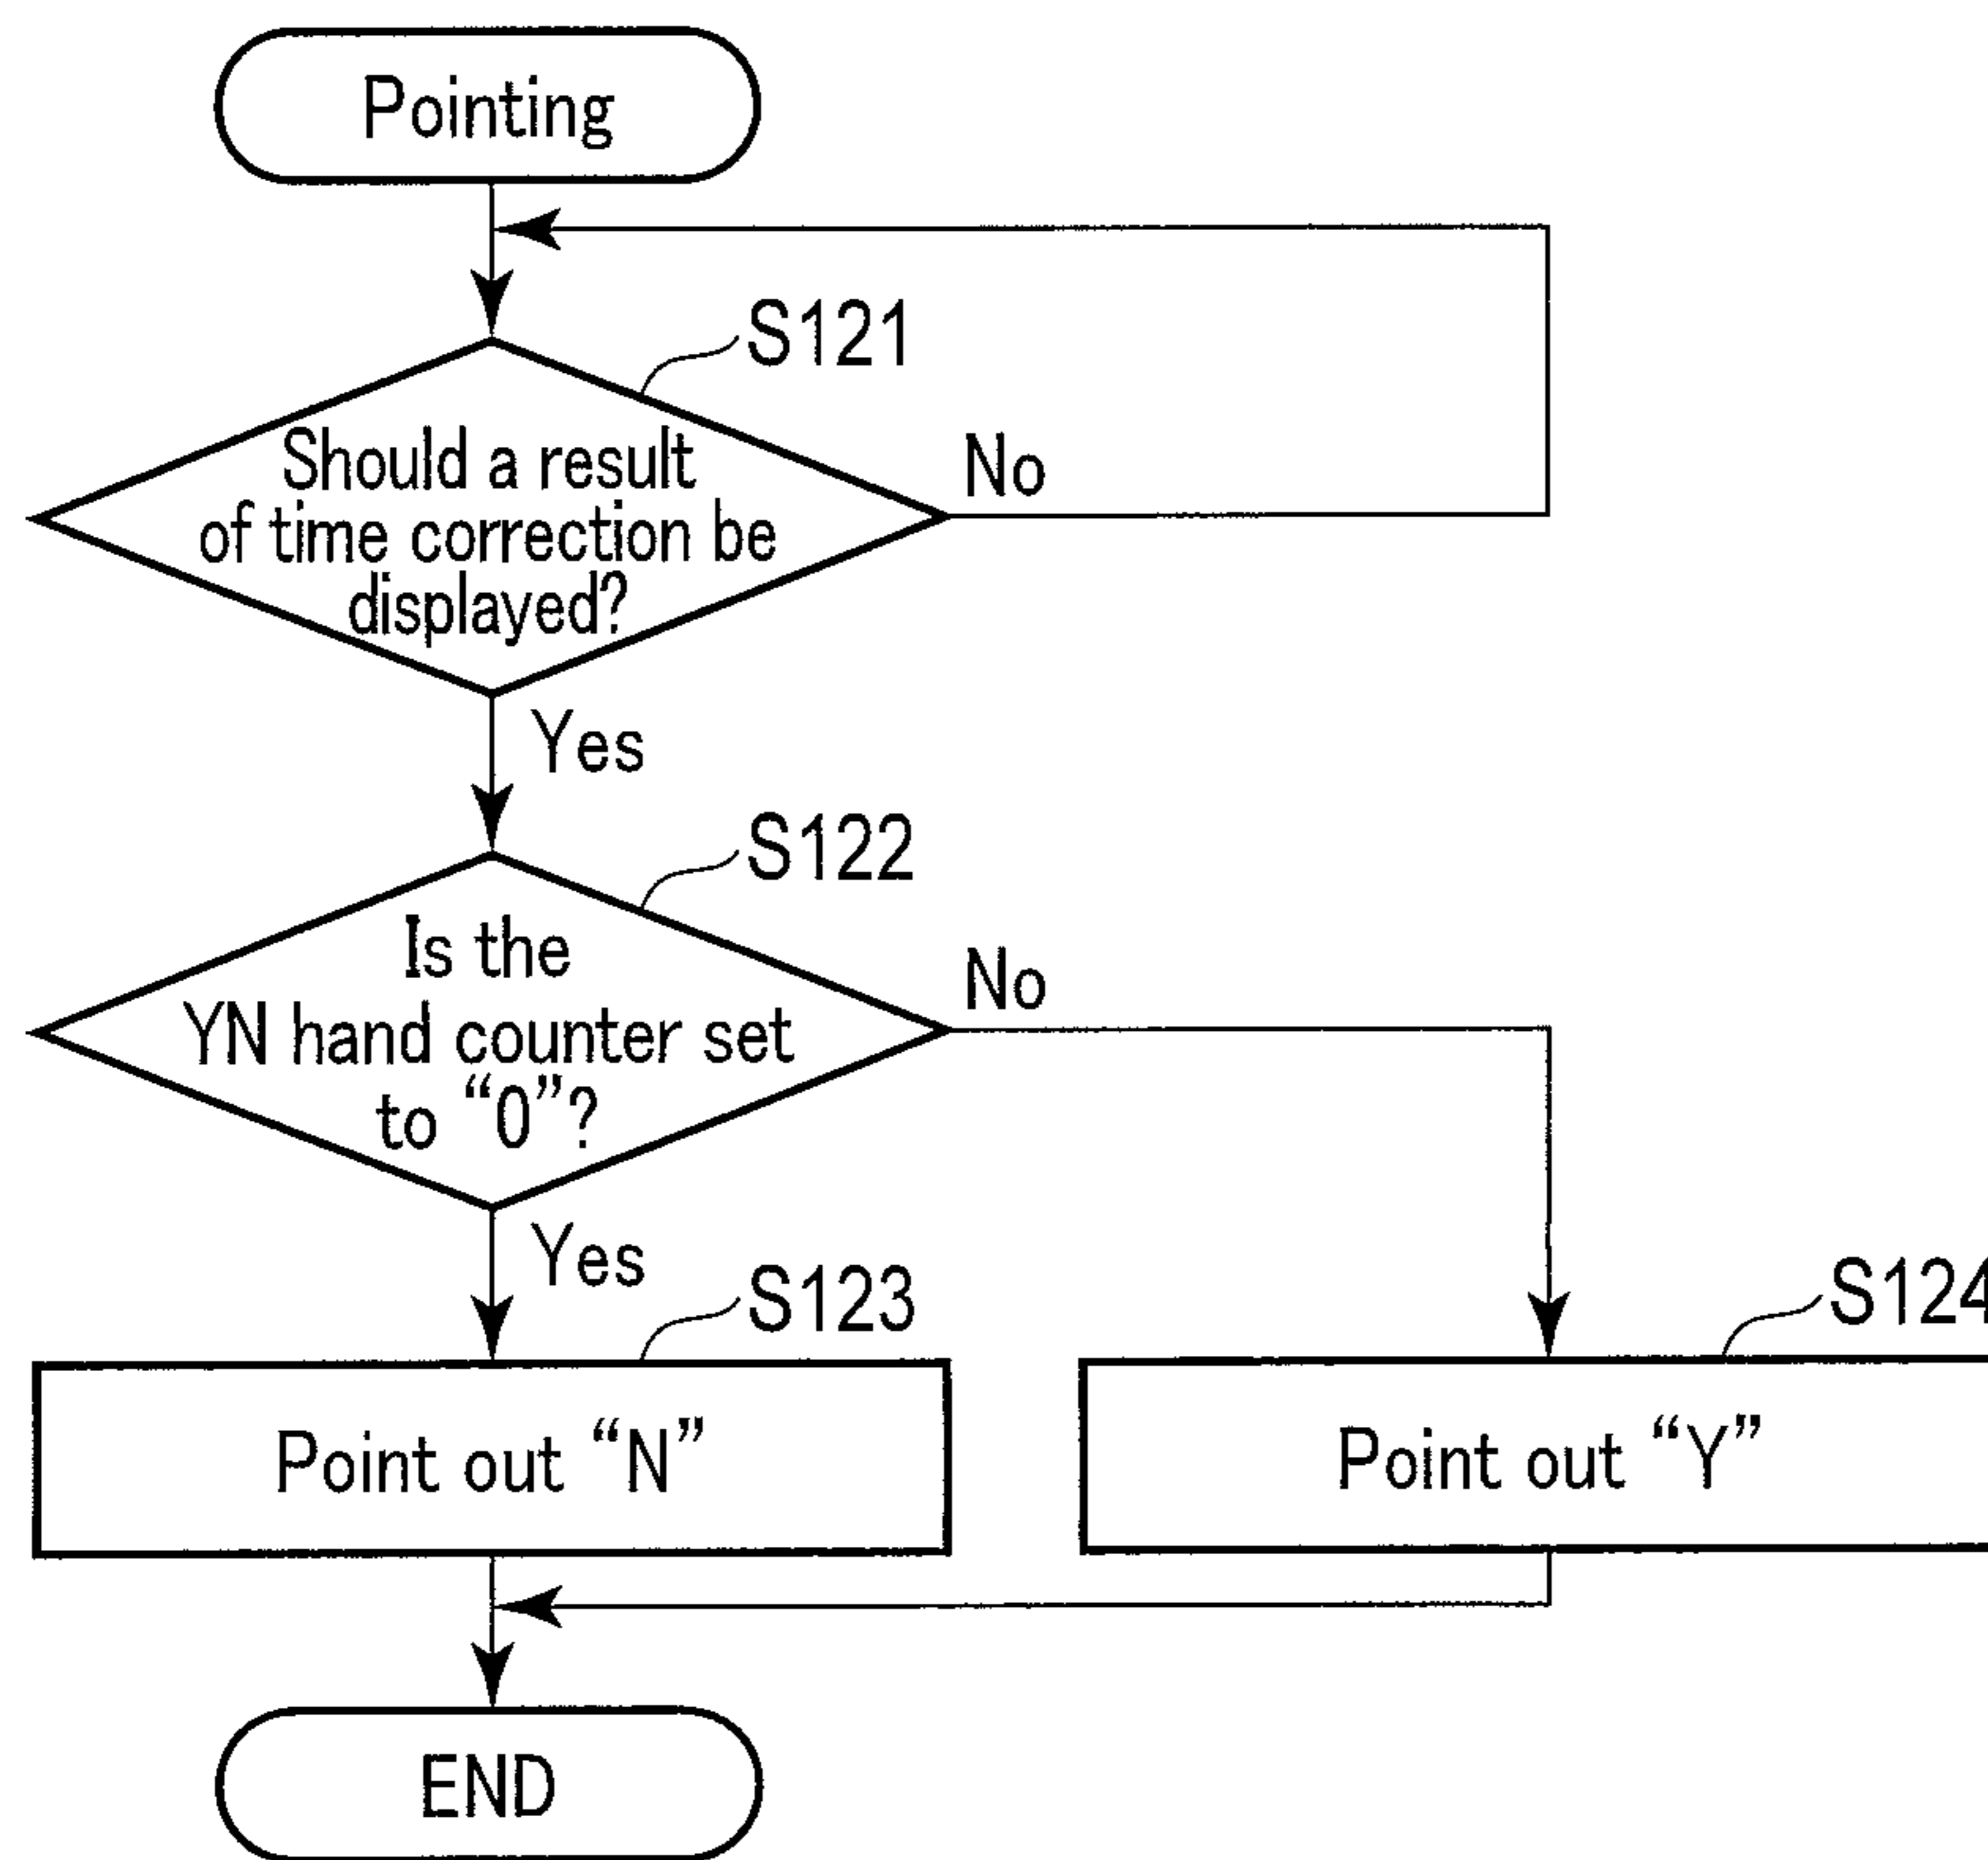 Pointing
S121
Should a result
of time correction be
displayed?
No
Yes
S122
Is the
YN hand counter set
to “0”?
No
Yes
S123
S124
Point out “N”
Point out “Y”
END